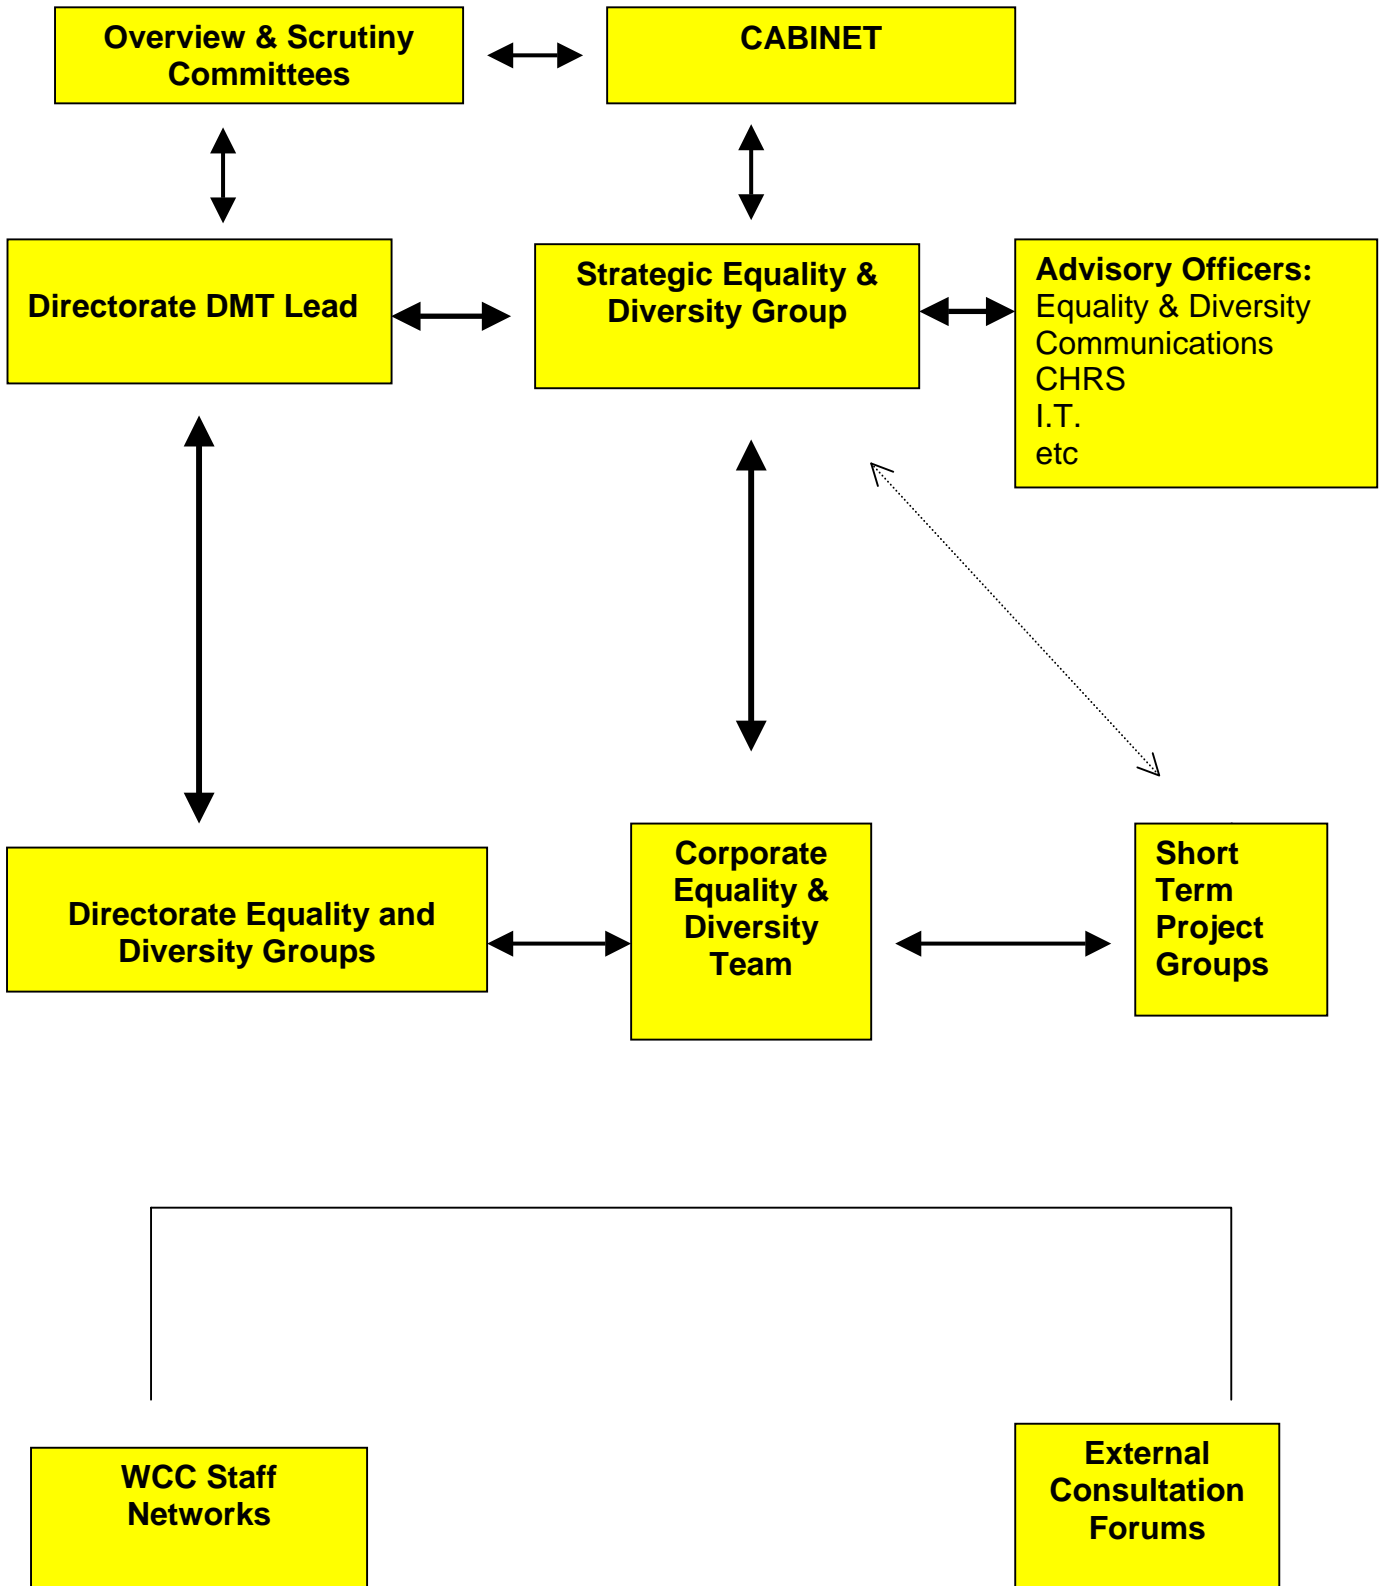 Overview & Scrutiny
Committees
CABINET
Directorate DMT Lead
Strategic Equality &
Diversity Group
Advisory Officers:
Equality & Diversity
Communications
CHRS
I.T.
etc
Directorate Equality and
Diversity Groups
Corporate
Equality &
Diversity
Team
Short
Term
Project
Groups
WCC Staff
Networks
External
Consultation
Forums